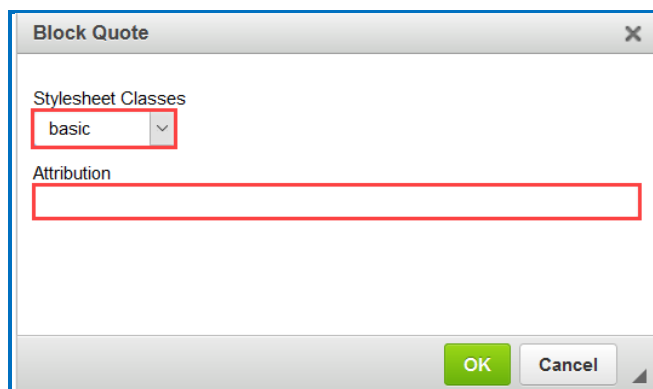 Block Quote
Stylesheet Classes
basic
Attribution
OK Cancel